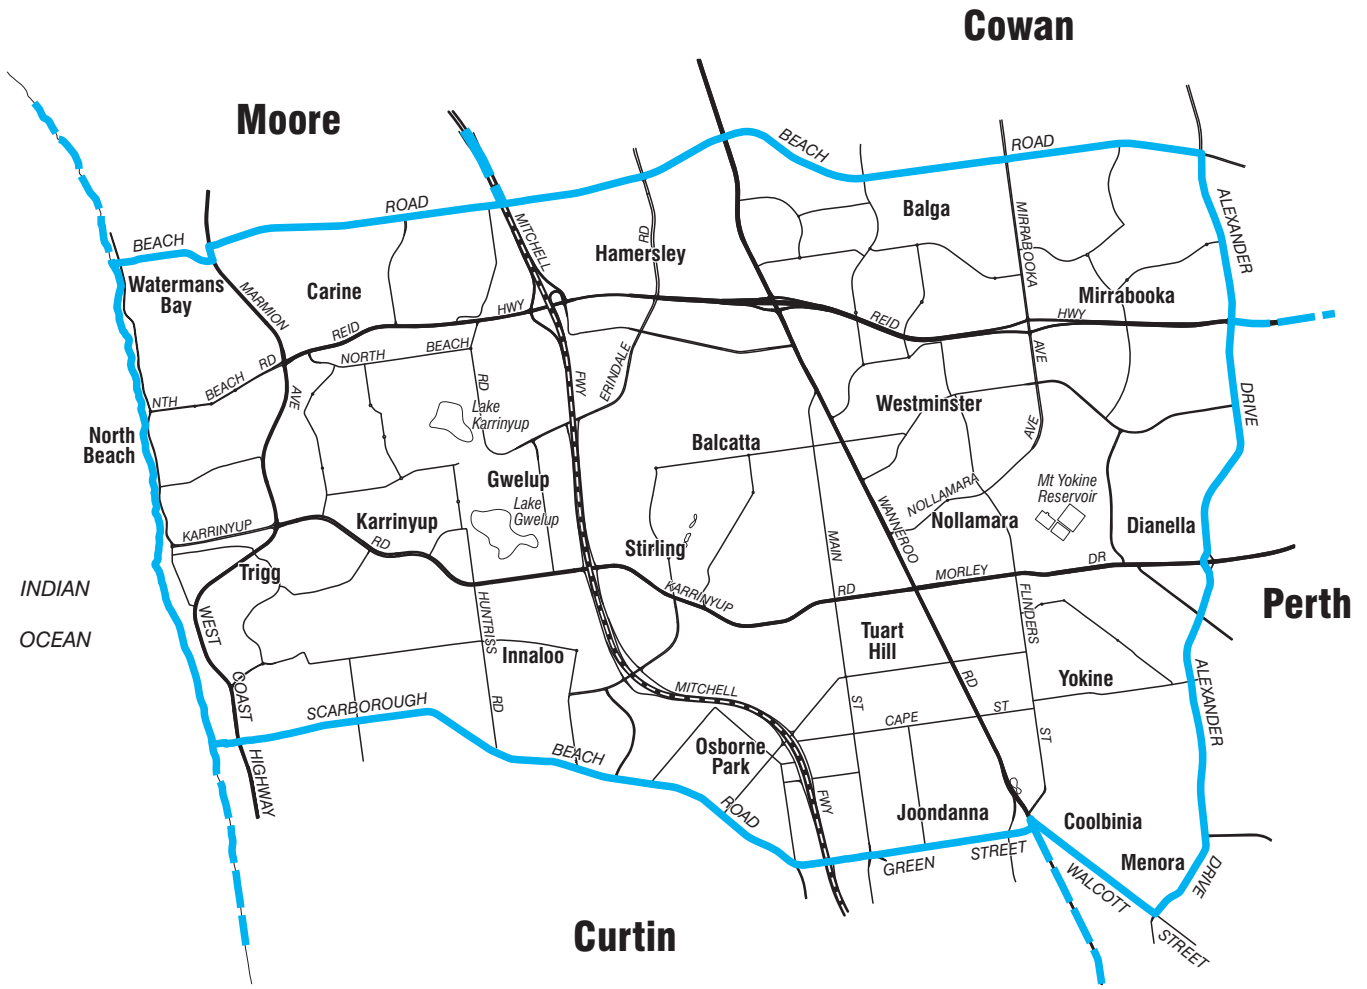 Cowan
Moore
BEACH
ROAD
ROAD
BEACH
MITCHELL
RD
Hamersley
Balga
MIRRABOOKA
ALEXANDER
Watermans
Bay
MARMION
Carine
REID
HWY
REID
HWY
Mirrabooka
NTH
BEACH
RD
NORTH
BEACH
AVE
RD
FWY
ERINDALE
AVE
DRIVE
Lake
Karrinyup
Westminster
AVE
North
Beach
Balcatta
Gwelup
Lake
Gwelup
NOLLAMARA
Mt Yokine
Reservoir
WANNEROO
Nollamara
Dianella
KARRINYUP
Karrinyup
RD
Stirling
MAIN
Trigg
KARRINYUP
RD
MORLEY
DR
INDIAN
OCEAN
Perth
WEST
HUNTRISS
FLINDERS
Innaloo
Tuart
Hill
COAST
SCARBOROUGH
RD
MITCHELL
ST
CAPE
ST
RD
Yokine
ALEXANDER
ST
HIGHWAY
BEACH
Osborne
Park
ROAD
FWY
Joondanna
Coolbinia
GREEN
STREET
Menora
DRIVE
WALCOTT
STREET
Curtin